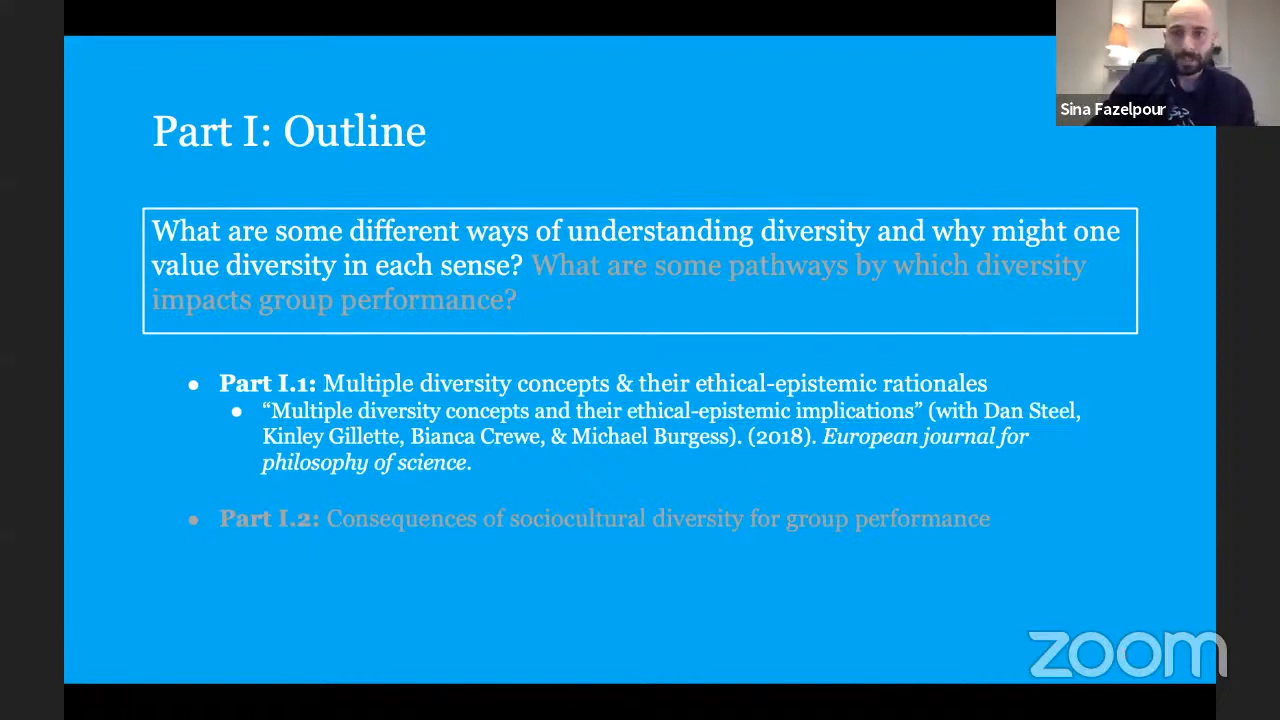 Sina Fazelpour
Part I: Outline
What are some different ways of understanding diversity and why might one
value diversity in each sense? What are some pathways by which diversity
impacts group performance?
● Part I.1: Multiple diversity concepts & their ethical-epistemic rationales
● “Multiple diversity concepts and their ethical-epistemic implications” (with Dan Steel,
Kinley Gillette, Bianca Crewe, & Michael Burgess). (2018). European journal for
philosophy of science.
● Part I.2: Consequences of sociocultural diversity for group performance
zoom